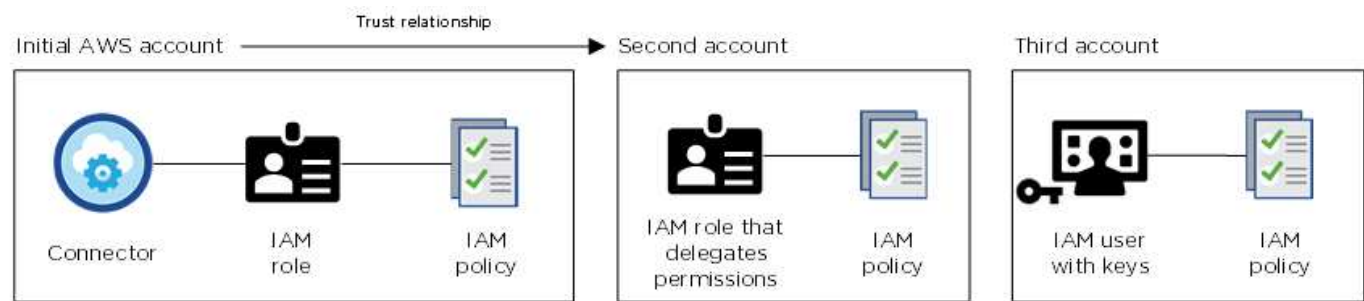 Trust relationship
Initial AWS account
Second account
Third account
Connector
IAM
role
IAM
policy
IAM role that
delegates
permissions
IAM
policy
IAM user
with keys
IAM
policy